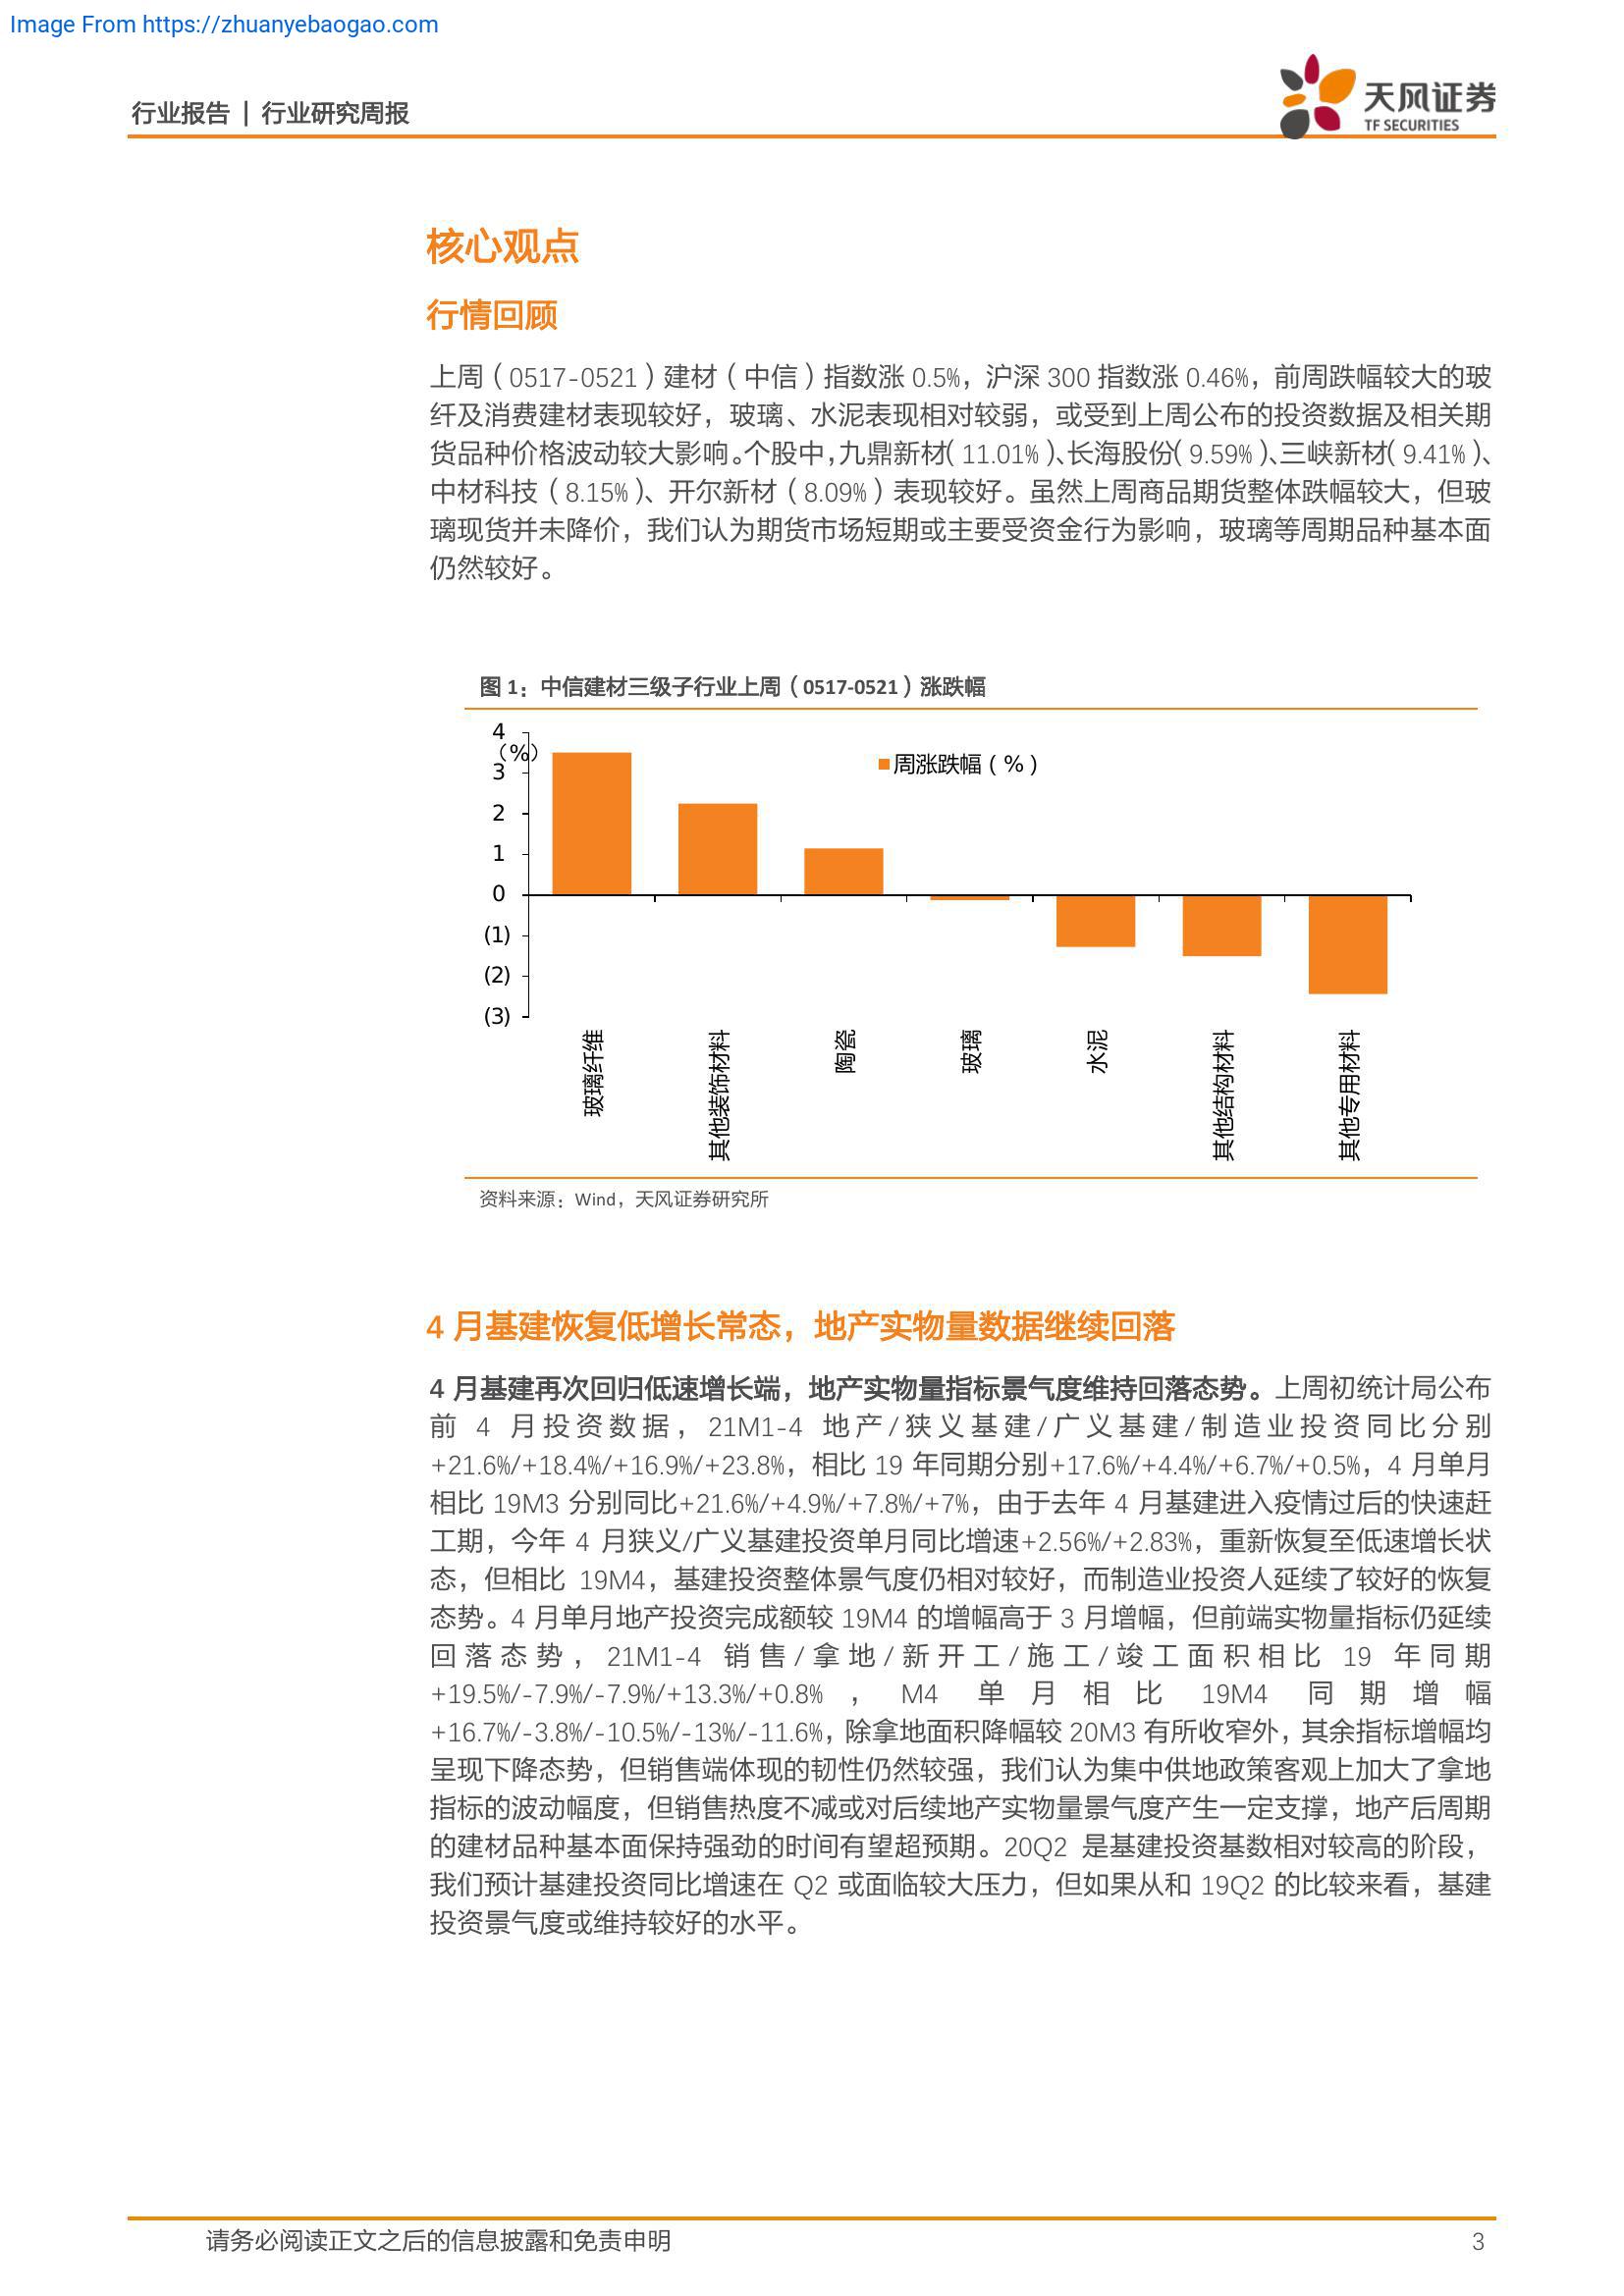 Image From https://zhuanyebaogao.com
行业报告 | 行业研究周报
天风证券
TF SECURITIES
核心观点
行情回顾
上周（0517-0521）建材（中信）指数涨 0.5%，沪深 300 指数涨 0.46%，前周跌幅较大的玻
纤及消费建材表现较好，玻璃、水泥表现相对较弱，或受到上周公布的投资数据及相关期
货品种价格波动较大影响。个股中，九鼎新材（11.01%）、长海股份（9.59%）、三峡新材（9.41%）、
中材科技（8.15%）、开尔新材（8.09%）表现较好。虽然上周商品期货整体跌幅较大，但玻
璃现货并未降价，我们认为期货市场短期或主要受资金行为影响，玻璃等周期品种基本面
仍然较好。
图 1：中信建材三级子行业上周（0517-0521）涨跌幅
4
（%）
3
2
1
0
(1)
(2)
(3)
周涨跌幅（%）
玻璃纤维
其他装饰材料
陶瓷
玻璃
水泥
其他结构材料
其他专用材料
资料来源：Wind，天风证券研究所
4 月基建恢复低增长常态，地产实物量数据继续回落
4 月基建再次回归低速增长端，地产实物量指标景气度维持回落态势。上周初统计局公布
前 4 月投资数据，21M1-4 地产/狭义基建/广义基建/制造业投资同比分别
+21.6%/+18.4%/+16.9%/+23.8%，相比 19 年同期分别+17.6%/+4.4%/+6.7%/+0.5%，4 月单月
相比 19M3 分别同比+21.6%/+4.9%/+7.8%/+7%，由于去年 4 月基建进入疫情过后的快速赶
工期，今年 4 月狭义/广义基建投资单月同比增速+2.56%/+2.83%，重新恢复至低速增长状
态，但相比 19M4，基建投资整体景气度仍相对较好，而制造业投资人延续了较好的恢复
态势。4 月单月地产投资完成额较 19M4 的增幅高于 3 月增幅，但前端实物量指标仍延续
回落态势，21M1-4 销售/拿地/新开工/施工/竣工面积相比 19 年同期
+19.5%/-7.9%/-7.9%/+13.3%/+0.8% ，M4 单月相比 19M4 同期增幅
+16.7%/-3.8%/-10.5%/-13%/-11.6%，除拿地面积降幅较 20M3 有所收窄外，其余指标增幅均
呈现下降态势，但销售端体现的韧性仍然较强，我们认为集中供地政策客观上加大了拿地
指标的波动幅度，但销售热度不减或对后续地产实物量景气度产生一定支撑，地产后周期
的建材品种基本面保持强劲的时间有望超预期。20Q2 是基建投资基数相对较高的阶段，
我们预计基建投资同比增速在 Q2 或面临较大压力，但如果从和 19Q2 的比较来看，基建
投资景气度或维持较好的水平。
请务必阅读正文之后的信息披露和免责申明
3